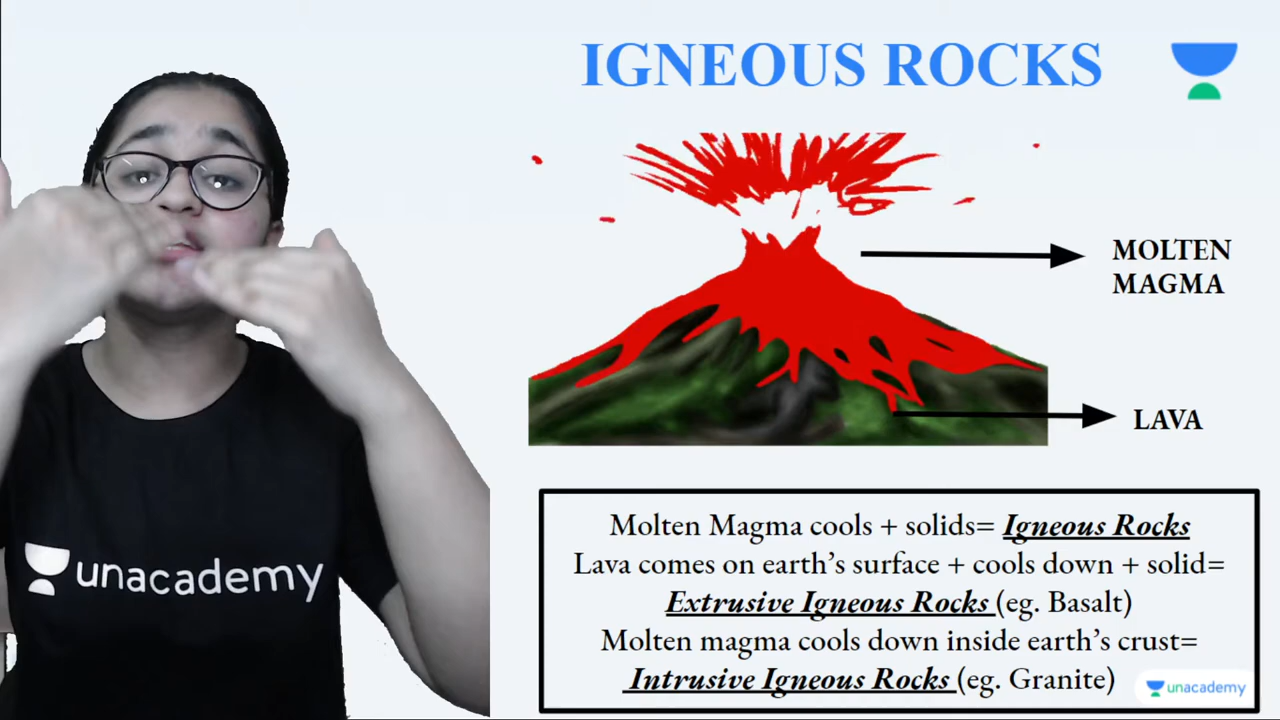 IGNEOUS ROCKS
MOLTEN
MAGMA
LAVA
unacademy
Molten Magma cools + solids= Igneous Rocks
Lava comes on earth's surface + cools down + solid=
Extrusive Igneous Rocks (eg. Basalt)
Molten magma cools down inside earth's crust=
Intrusive Igneous Rocks (eg. Granite)
unacademy